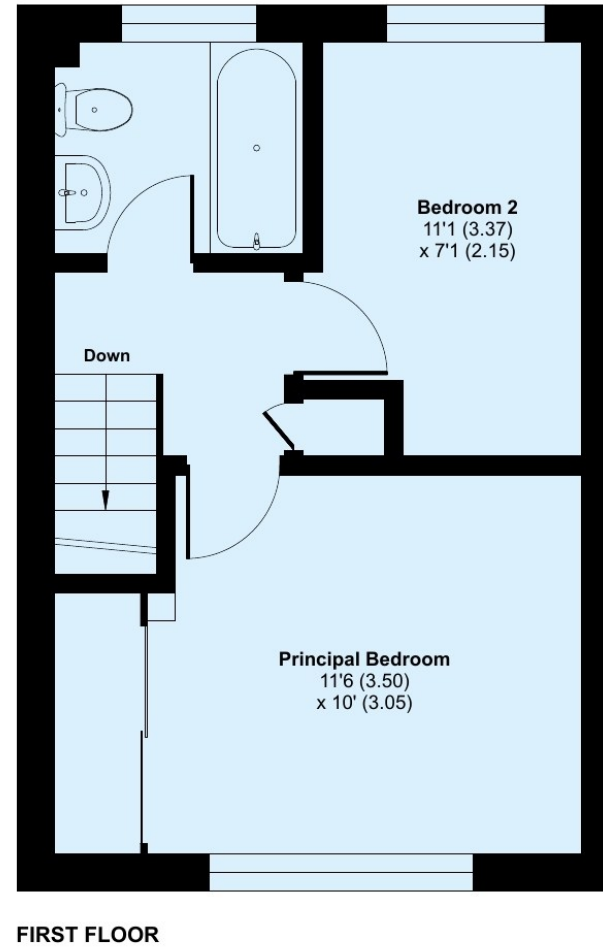 Bedroom 2
11'1 (3.37)
x 7'1 (2.15)
Down
Principal Bedroom
11'6 (3.50)
x 10' (3.05)
FIRST FLOOR